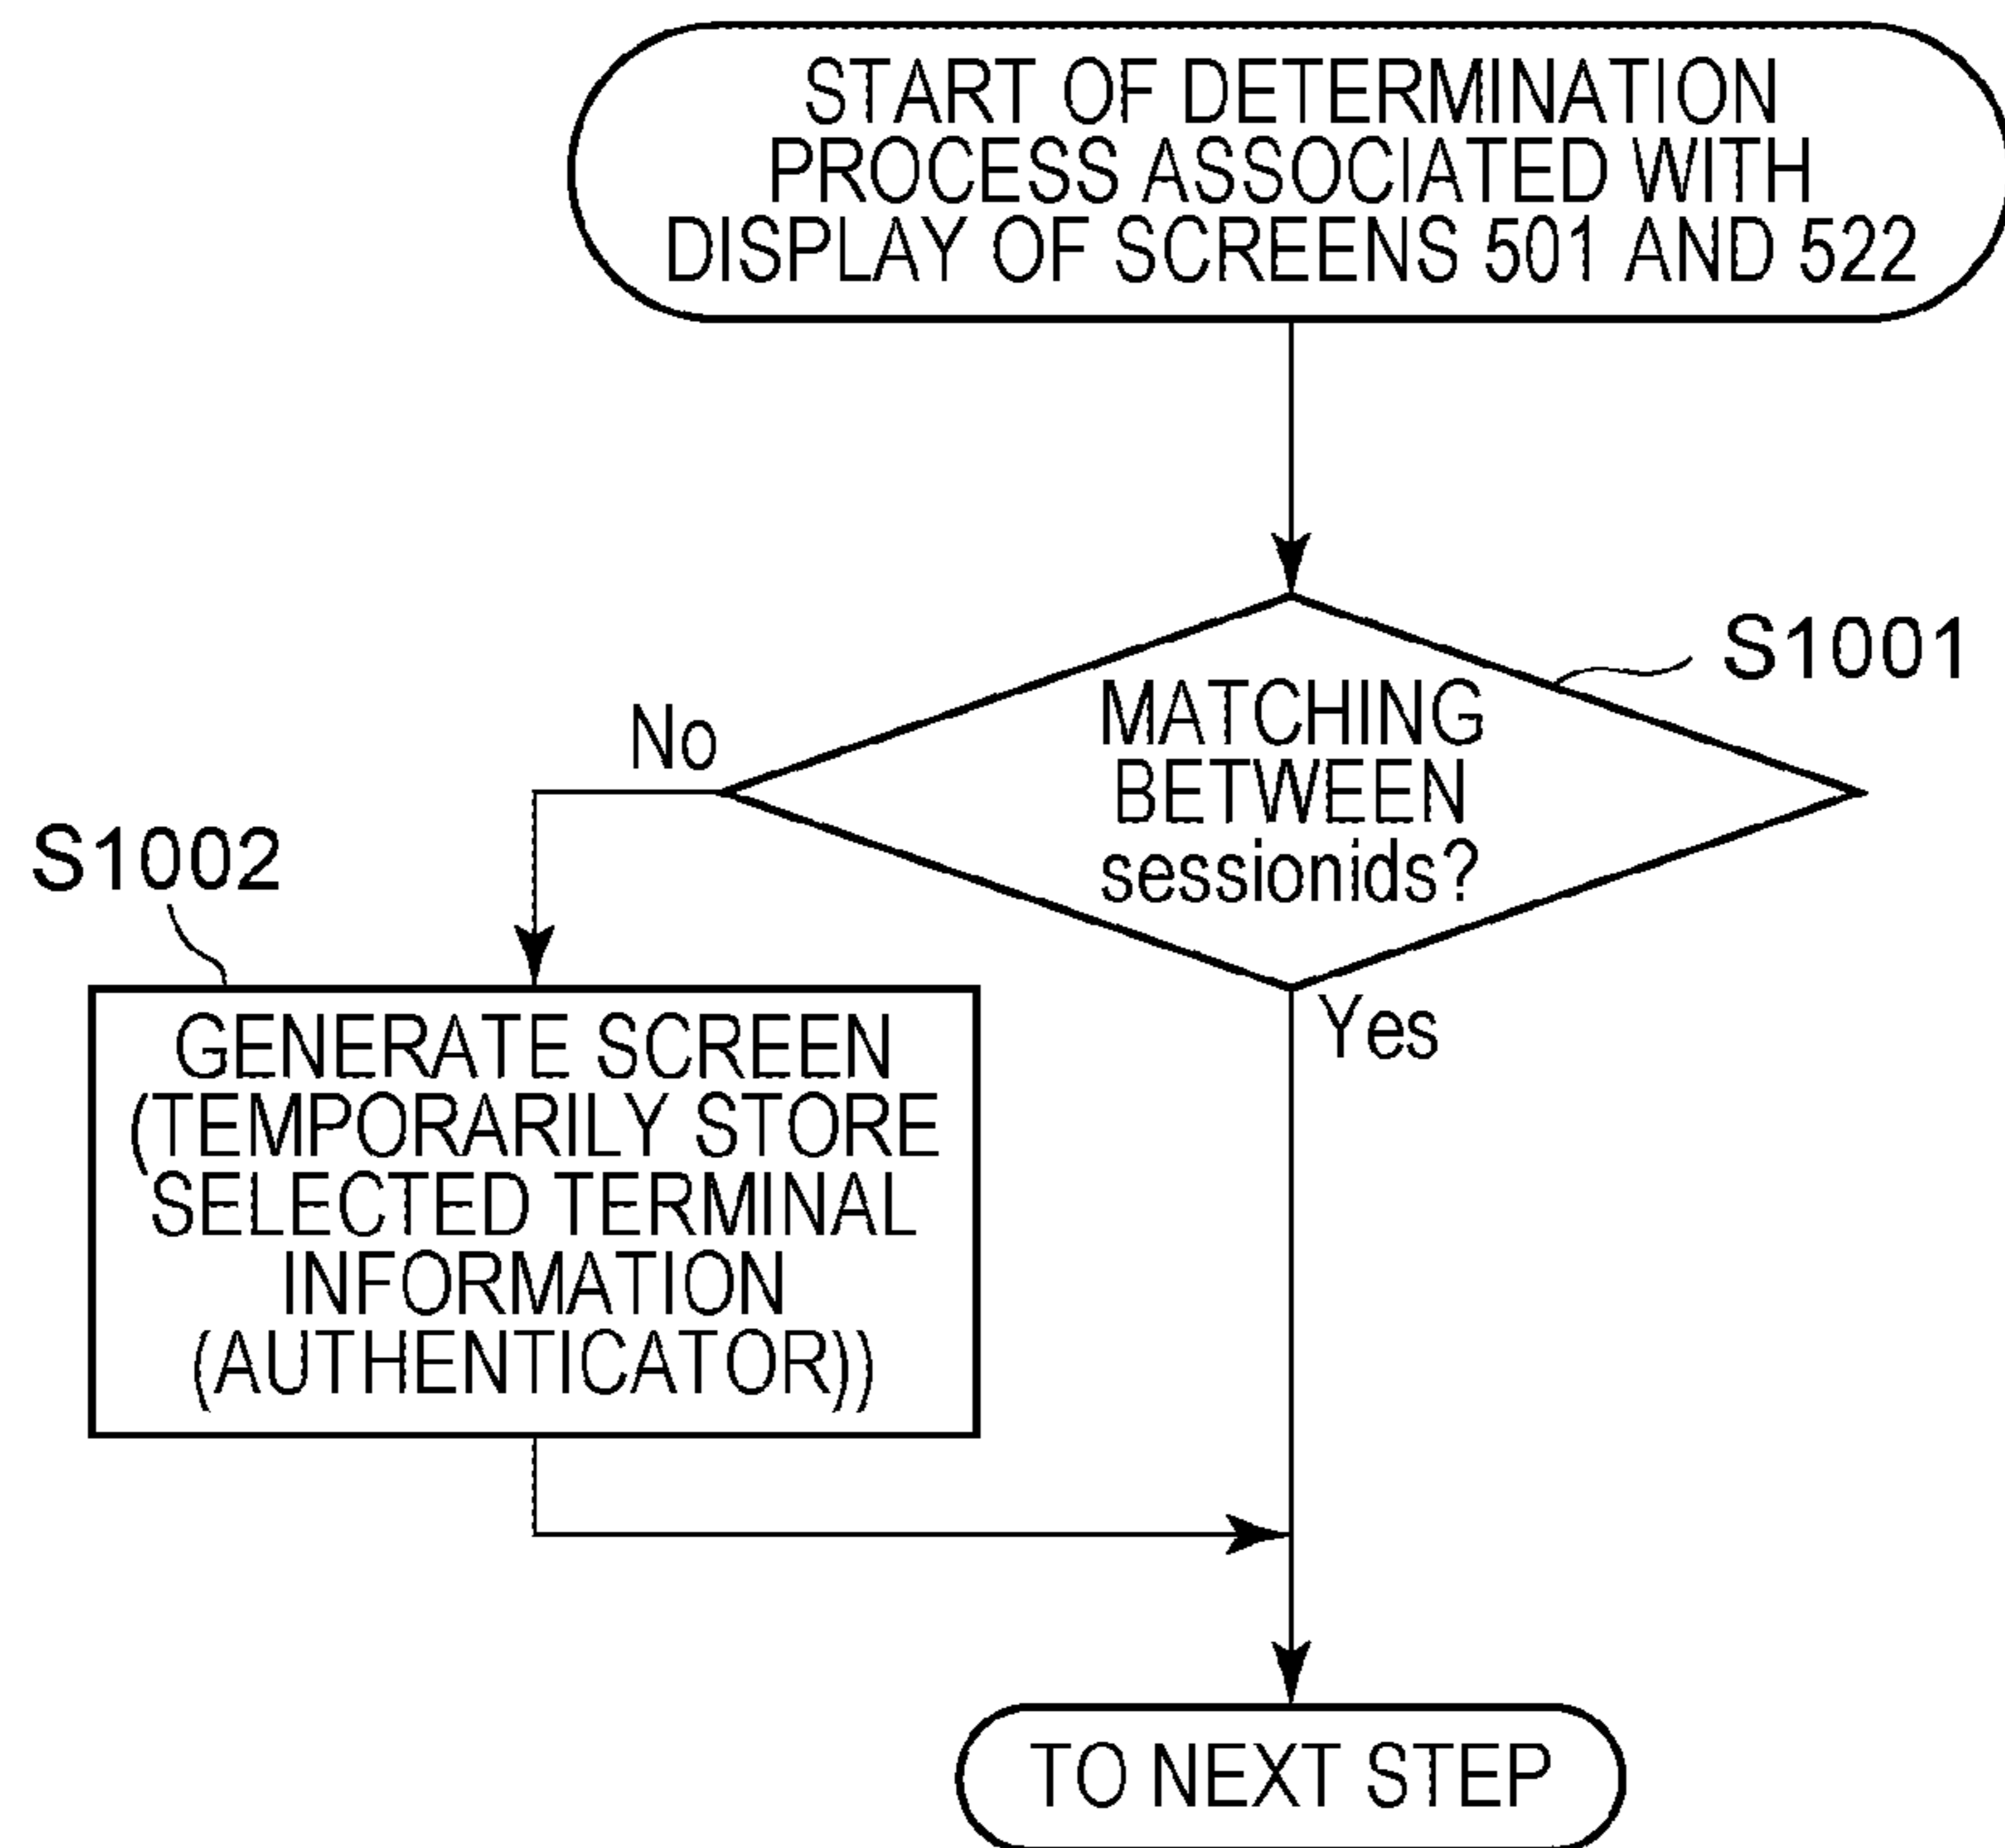 START OF DETERMINATION
PROCESS ASSOCIATED WITH
DISPLAY OF SCREENS 501 AND 522
S1001
MATCHING
BETWEEN
sessionids?
No
Yes
S1002
GENERATE SCREEN
(TEMPORARILY STORE
SELECTED TERMINAL
INFORMATION
(AUTHENTICATOR))
TO NEXT STEP